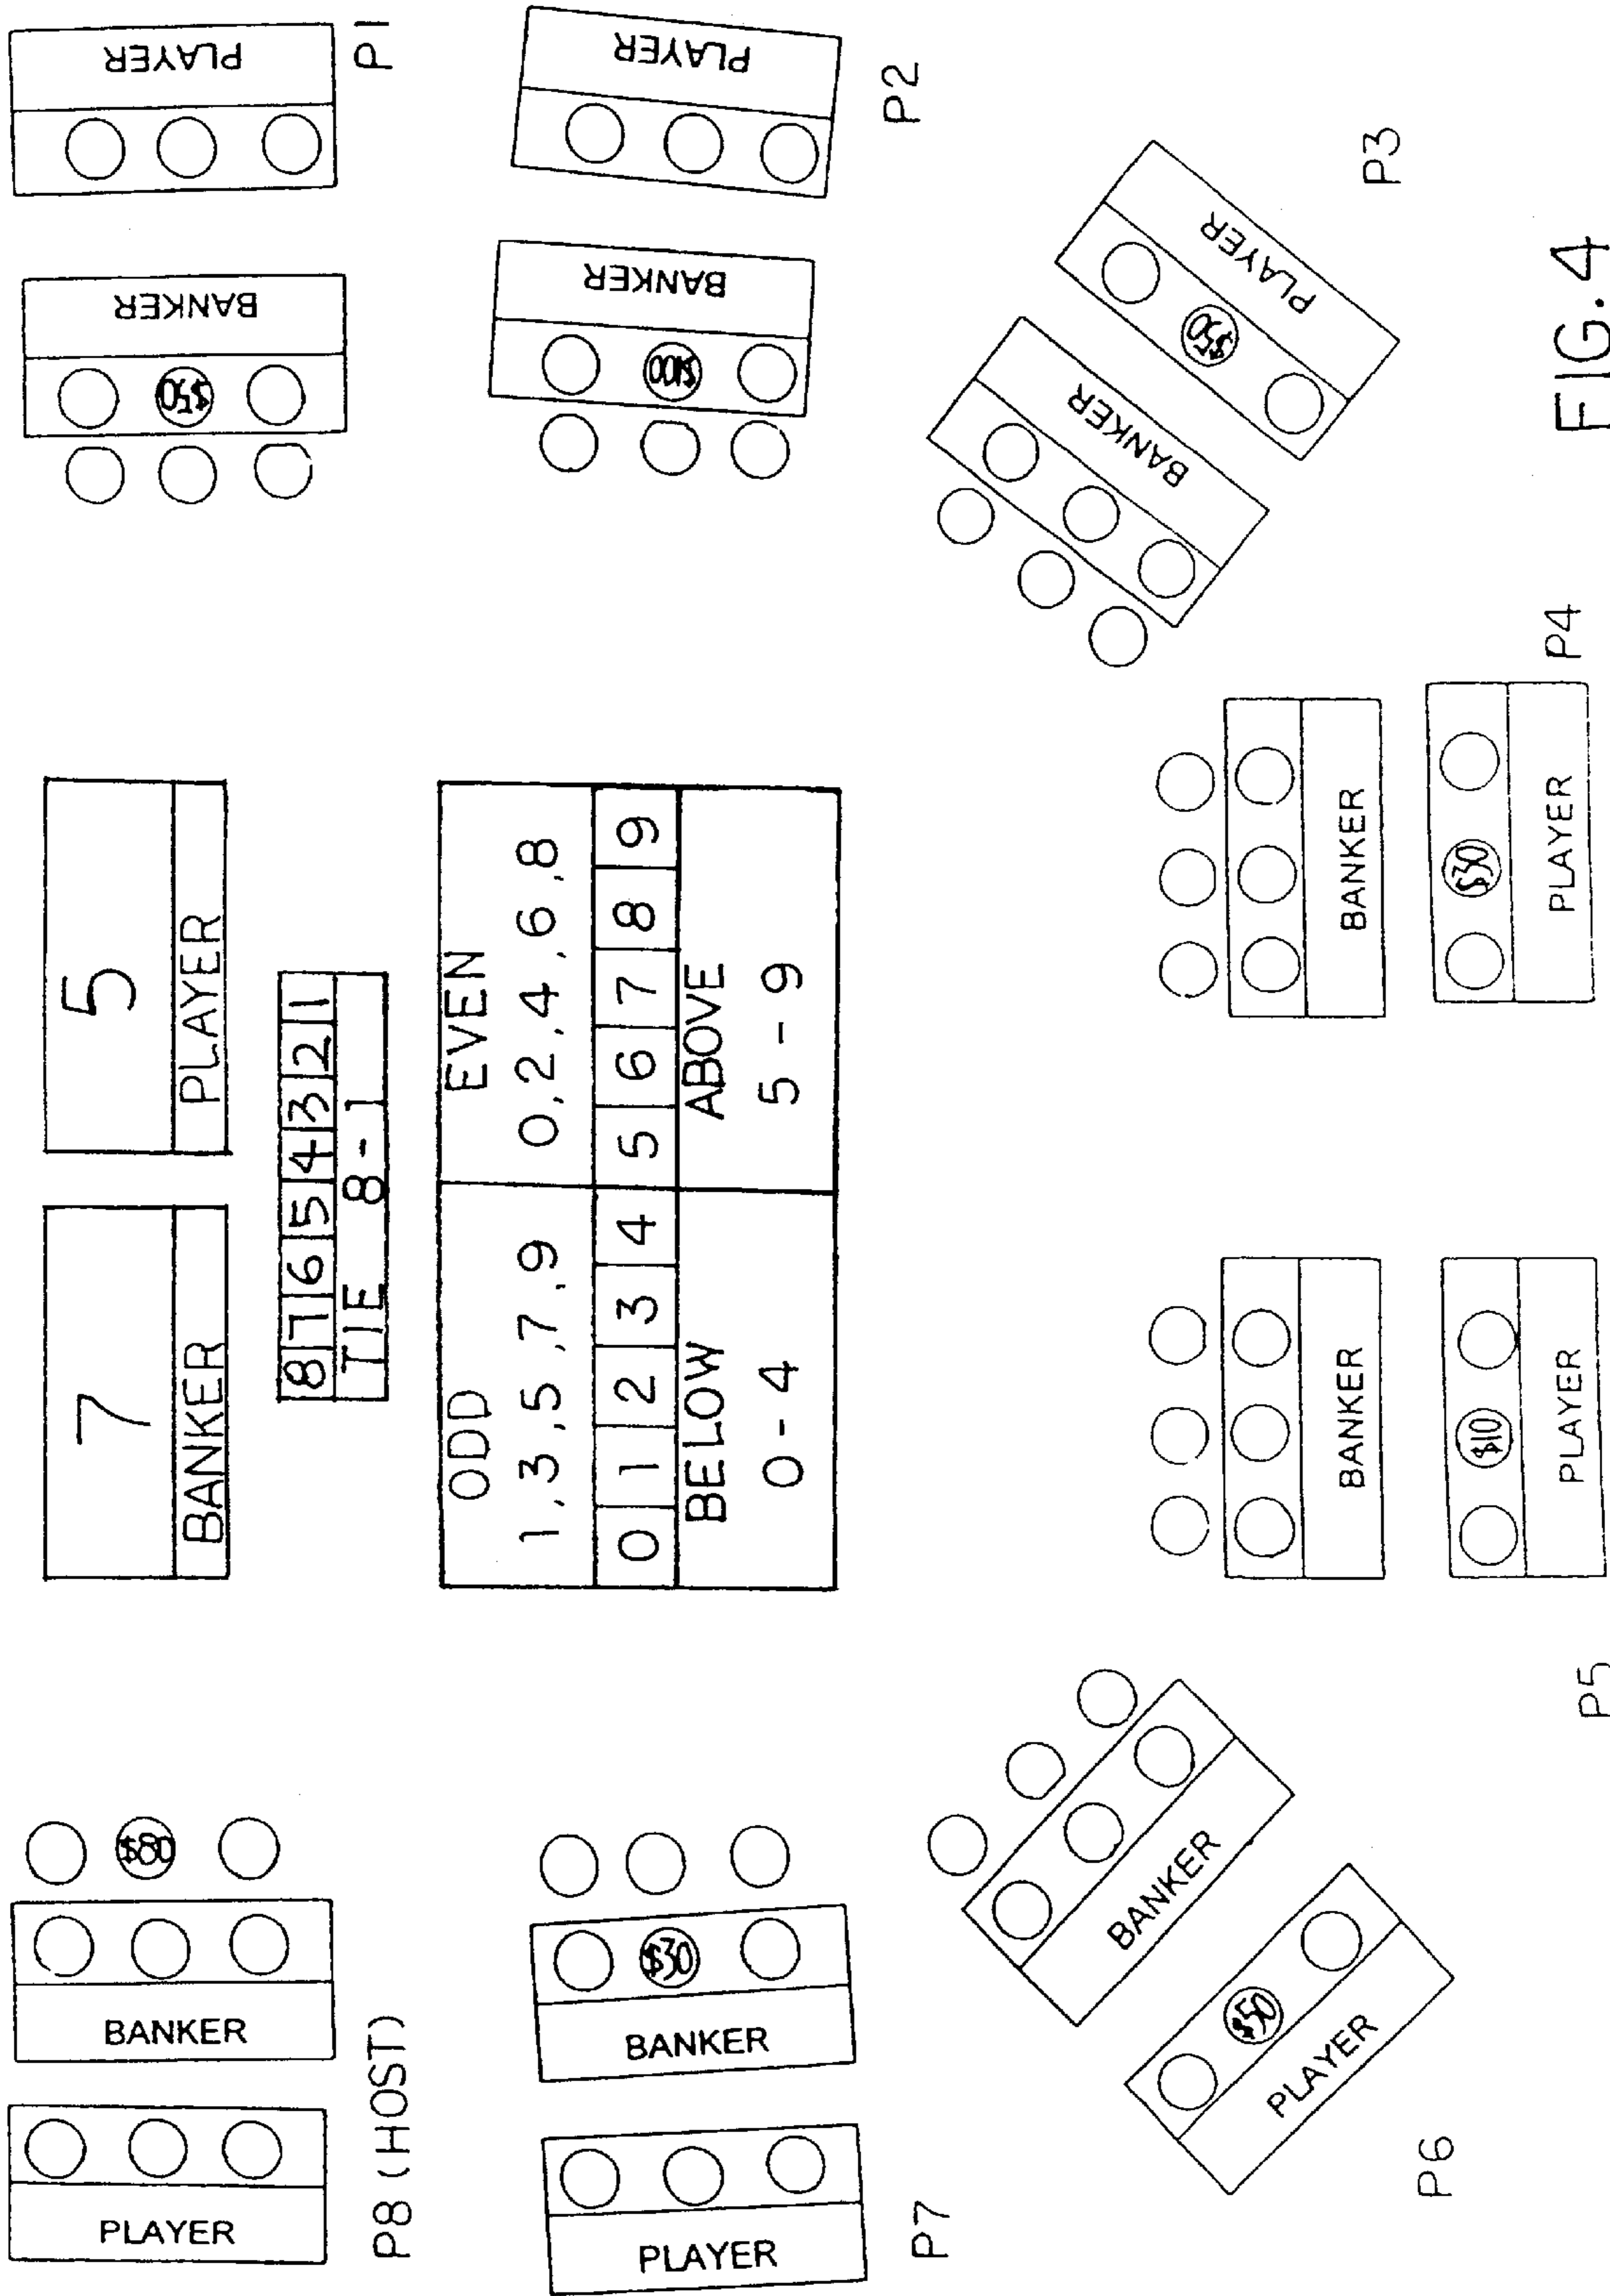 7
BANKER
5
PLAYER
8 7 6 5 4 3 2 1
TIE 8-1
ODD
1,3,5,7,9
EVEN
0,2,4,6,8
0 1 2 3 4 5 6 7 8 9
BELOW
0-4
ABOVE
5-9
PLAYER
BANKER
$50
P1
PLAYER
BANKER
$100
P2
PLAYER
$50
BANKER
P3
BANKER
$30
PLAYER
P4
BANKER
$10
PLAYER
P5
BANKER
$50
PLAYER
P6
$30
BANKER
PLAYER
P7
$80
BANKER
PLAYER
P8 (HOST)
FIG.4